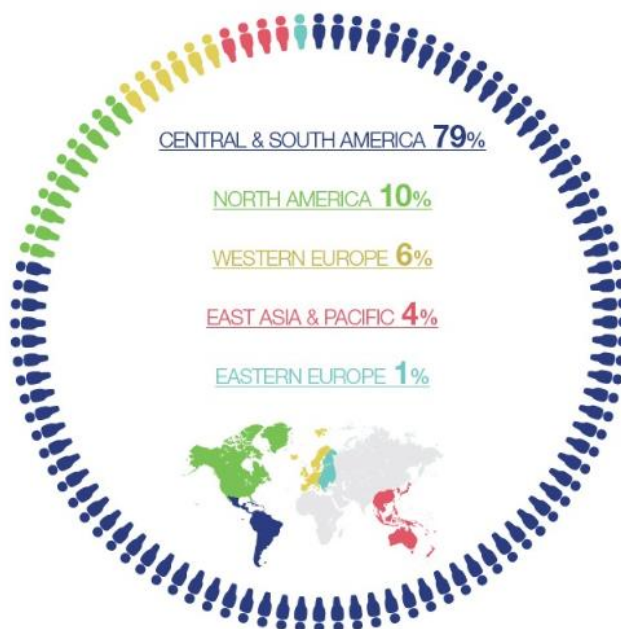 CENTRAL & SOUTH AMERICA 79%
NORTH AMERICA 10%
WESTERN EUROPE 6%
EAST ASIA & PACIFIC 4%
EASTERN EUROPE 1%